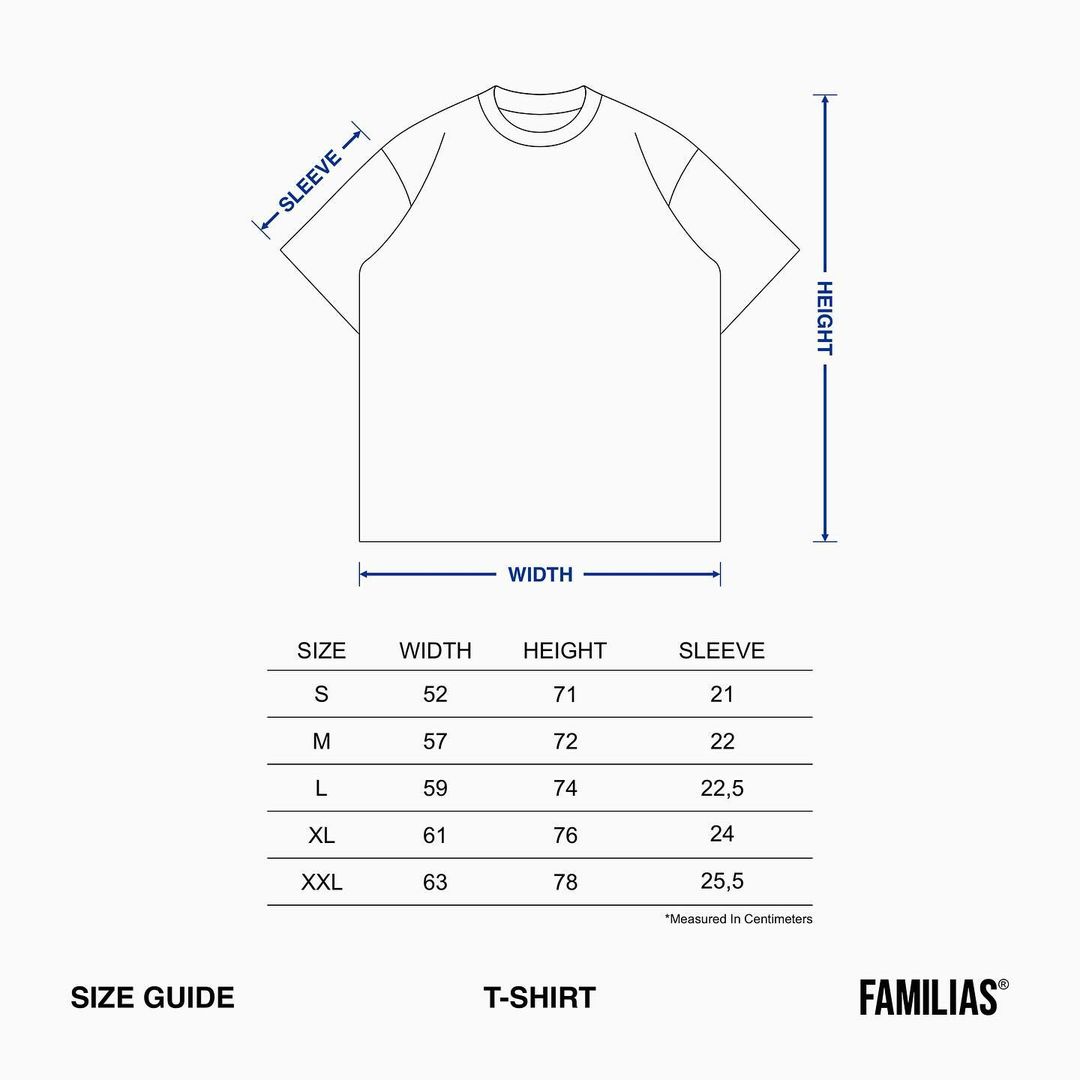 SLEEVE
HEIGHT
WIDTH
SIZE WIDTH HEIGHT SLEEVE
S 52 71 21
M 57 72 22
L 59 74 22,5
XL 61 76 24
XXL 63 78 25,5
*Measured In Centimeters
SIZE GUIDE T-SHIRT FAMILIAS®